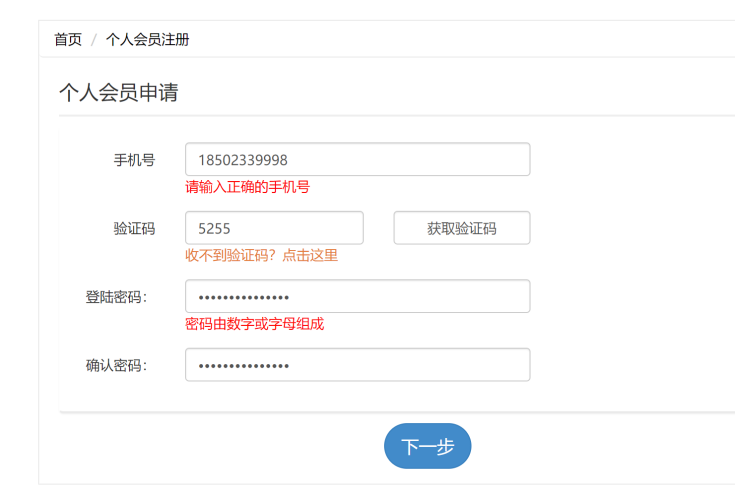 首页 / 个人会员注册
个人会员申请
手机号 18502339998
请输入正确的手机号
验证码 5255 获取验证码
收不到验证码？点击这里
登陆密码： •••••••••••••••
密码由数字或字母组成
确认密码： •••••••••••••••
下一步